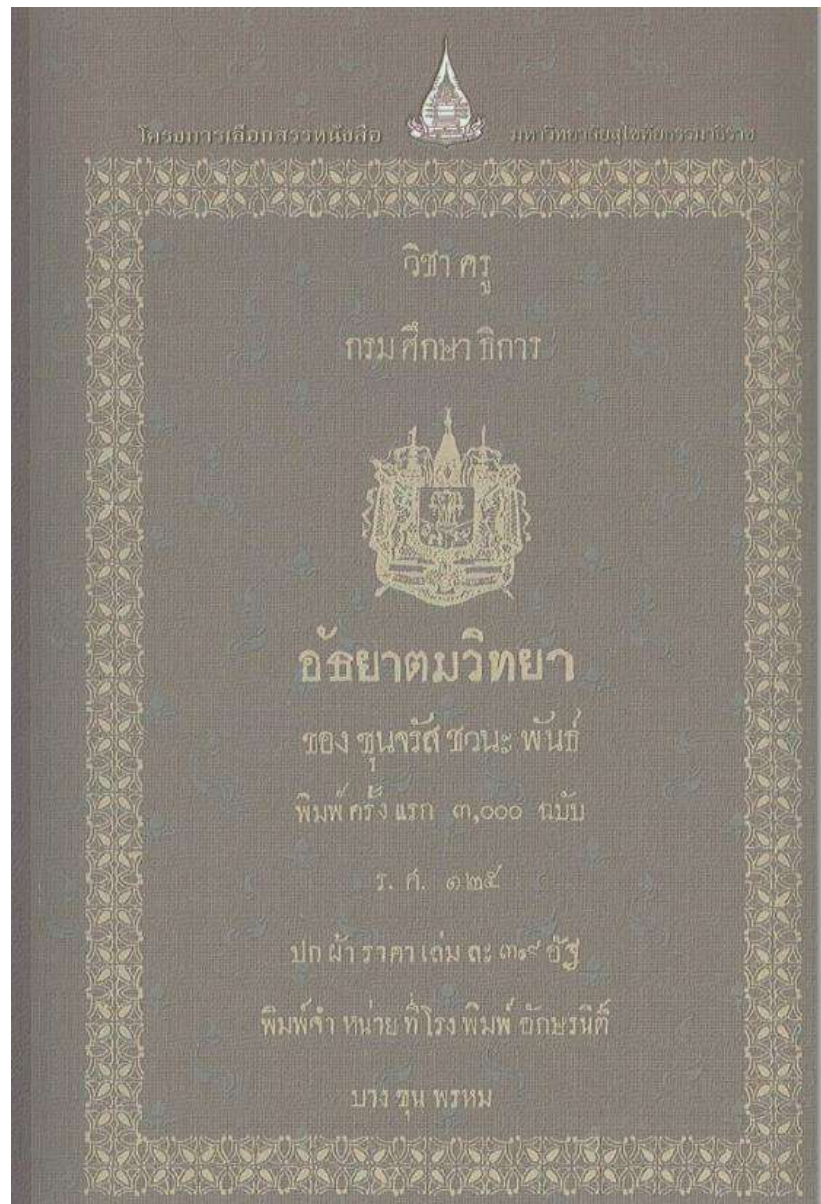 โครงการเลือกสรรหนังสือ มหาวิทยาลัยสุโขทัยธรรมาธิราช
วิชา ครู
กรม ศึกษา ธิการ
อัธยาตมวิทยา
ของ ขุนจรัส ชวนะ พันธ์
พิมพ์ ครั้ง แรก ๓,๐๐๐ ฉบับ
ร. ศ. ๑๒๕
ปก ผ้า ราคา เล่ม ละ อัฐ
พิมพ์จำ หน่าย ที่โรง พิมพ์ อักษรนิติ์
บาง ขุน พรหม